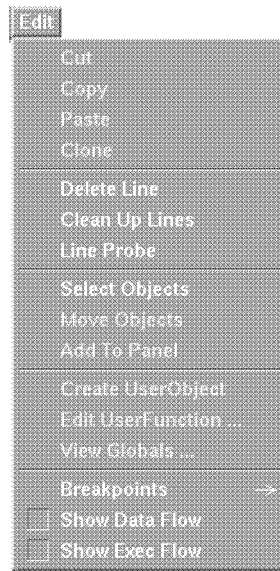 Edit
Cut
Copy
Paste
Clone
Delete Line
Clean Up Lines
Line Probe
Select Objects
Move Objects
Add To Panel
Create UserObject
Edit UserFunction ...
View Globals ...
Breakpoints →
Show Data Flow
Show Exec Flow